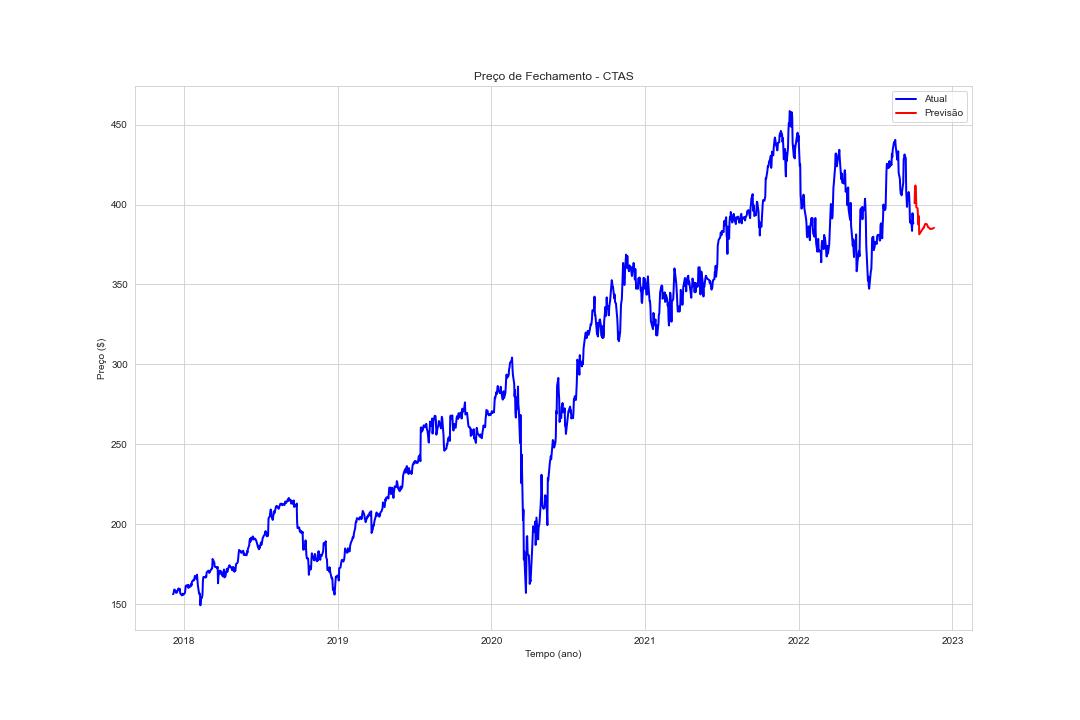 Preço de Fechamento - CTAS
Atual
Previsão
450
400
350
300
250
200
150
Preço ($)
2018
2019
2020
2021
2022
2023
Tempo (ano)